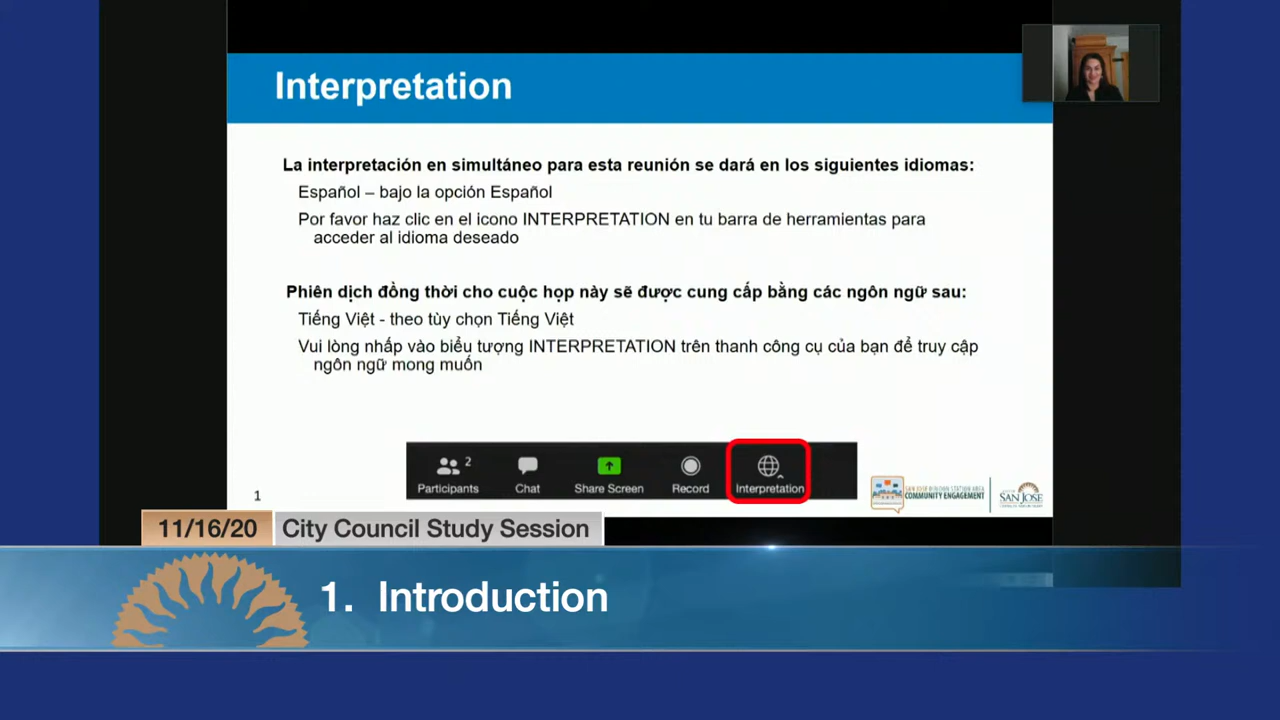 Interpretation
La interpretación en simultáneo para esta reunión se dará en los siguientes idiomas:
Español – bajo la opción Español
Por favor haz clic en el icono INTERPRETATION en tu barra de herramientas para
acceder al idioma deseado
Phiên dịch đồng thời cho cuộc họp này sẽ được cung cấp bằng các ngôn ngữ sau:
Tiếng Việt - theo tùy chọn Tiếng Việt
Vui lòng nhấp vào biểu tượng INTERPRETATION trên thanh công cụ của bạn để truy cập
ngôn ngữ mong muốn
2
Participants Chat Share Screen Record Interpretation
1
COMMUNITY ENGAGEMENT
SAN JOSE
11/16/20 City Council Study Session
1. Introduction